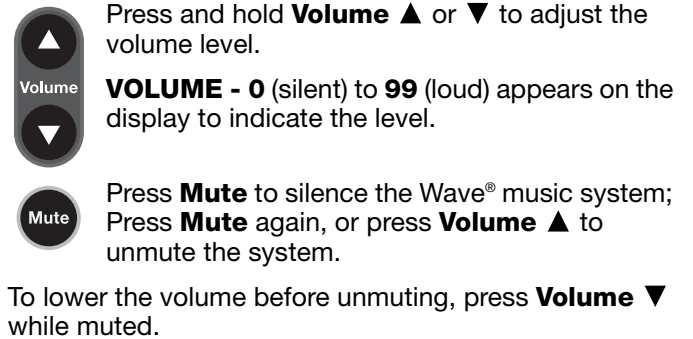 Press and hold Volume ▲ or ▼ to adjust the
volume level.
Volume
VOLUME - 0 (silent) to 99 (loud) appears on the
display to indicate the level.
Mute
Press Mute to silence the Wave® music system;
Press Mute again, or press Volume ▲ to
unmute the system.
To lower the volume before unmuting, press Volume ▼
while muted.